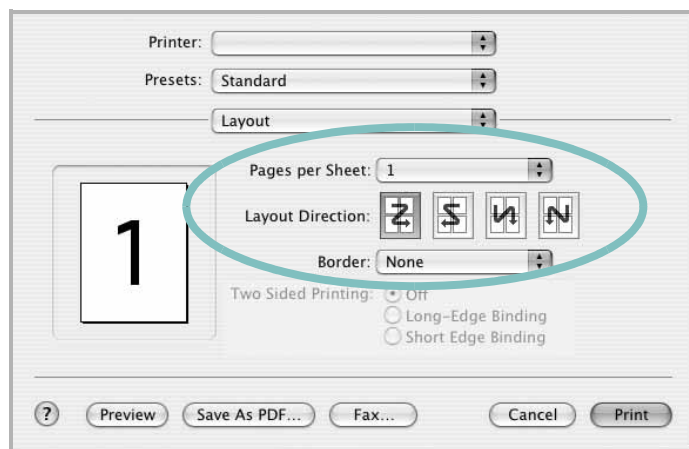 Printer:
Presets: Standard
Layout
Pages per Sheet: 1
1
Layout Direction:
Border: None
Two Sided Printing: Off
Long-Edge Binding
Short Edge Binding
? Preview Save As PDF... Fax... Cancel Print